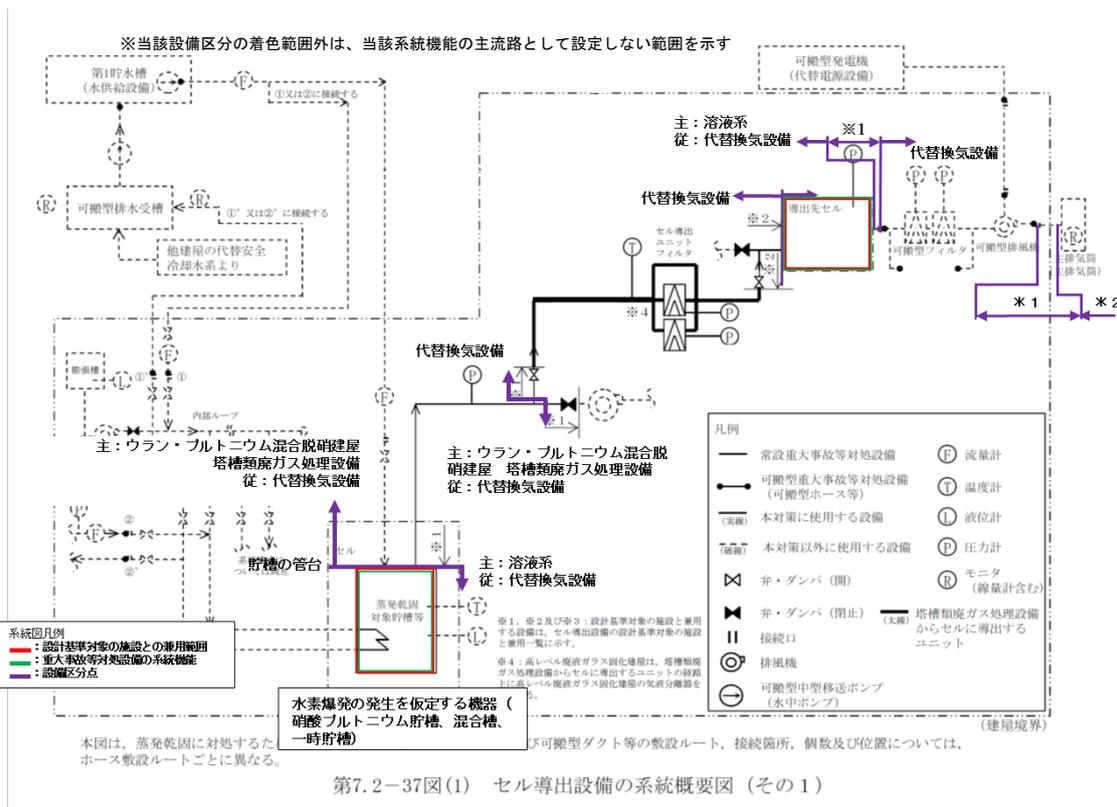 ※当該設備区分の着色範囲外は、当該系統機能の主流路として設定しない範囲を示す
第1貯水槽
(水供給設備)
F
①又は②に接続する
可搬型発電機
(代替電源設備)
主：溶液系
従：代替換気設備
※1
P
代替換気設備
P
P
代替換気設備
導出先セル
※2
※2
R
可搬型排水受槽
R
①’又は②’に接続する
他建屋の代替安全
冷却水系より
セル導出
ユニット
フィルタ
T
※4
P
P
可搬型フィルタ
可搬型排風機
R
主排気筒
(主排気筒)
＊1
＊2
F
膨張槽
L
①’
①
内部ループ
F
代替換気設備
P
※1
主：ウラン・プルトニウム混合脱硝建屋
塔槽類廃ガス処理設備
従：代替換気設備
主：ウラン・プルトニウム混合脱
硝建屋　塔槽類廃ガス処理設備
従：代替換気設備
P
F
②
②’
貯槽の管台
セル
※1
主：溶液系
従：代替換気設備
蒸発乾固
対象貯槽等
T
L
系統図凡例
：設計基準対象の施設との兼用範囲
：重大事故等対処設備の系統機能
：設備区分点
※1，※2及び※3：設計基準対象の施設と兼用
する設備は，セル導出設備の設計基準対象の施設
と兼用一覧に示す。
※4：高レベル廃液ガラス固化建屋は，塔槽類廃
ガス処理設備からセルに導出するユニットの経路
上に高レベル廃液ガラス固化建屋の気液分離器を
る。
水素爆発の発生を仮定する機器（
硝酸プルトニウム貯槽、混合槽、
一時貯槽）
凡例
常設重大事故等対処設備
可搬型重大事故等対処設備
(可搬型ホース等)
(実線)
本対策に使用する設備
(破線)
本対策以外に使用する設備
弁・ダンパ（開）
弁・ダンパ（閉止）
接続口
排風機
可搬型中型移送ポンプ
(水中ポンプ)
F 流量計
T 温度計
L 液位計
P 圧力計
R モニタ
(線量計含む)
(太線)
塔槽類廃ガス処理設備
からセルに導出する
ユニット
(建屋境界)
本図は，蒸発乾固に対処するた
び可搬型ダクト等の敷設ルート，接続箇所，個数及び位置については，
ホース敷設ルートごとに異なる。
第7.2－37図(1)　セル導出設備の系統概要図（その１）